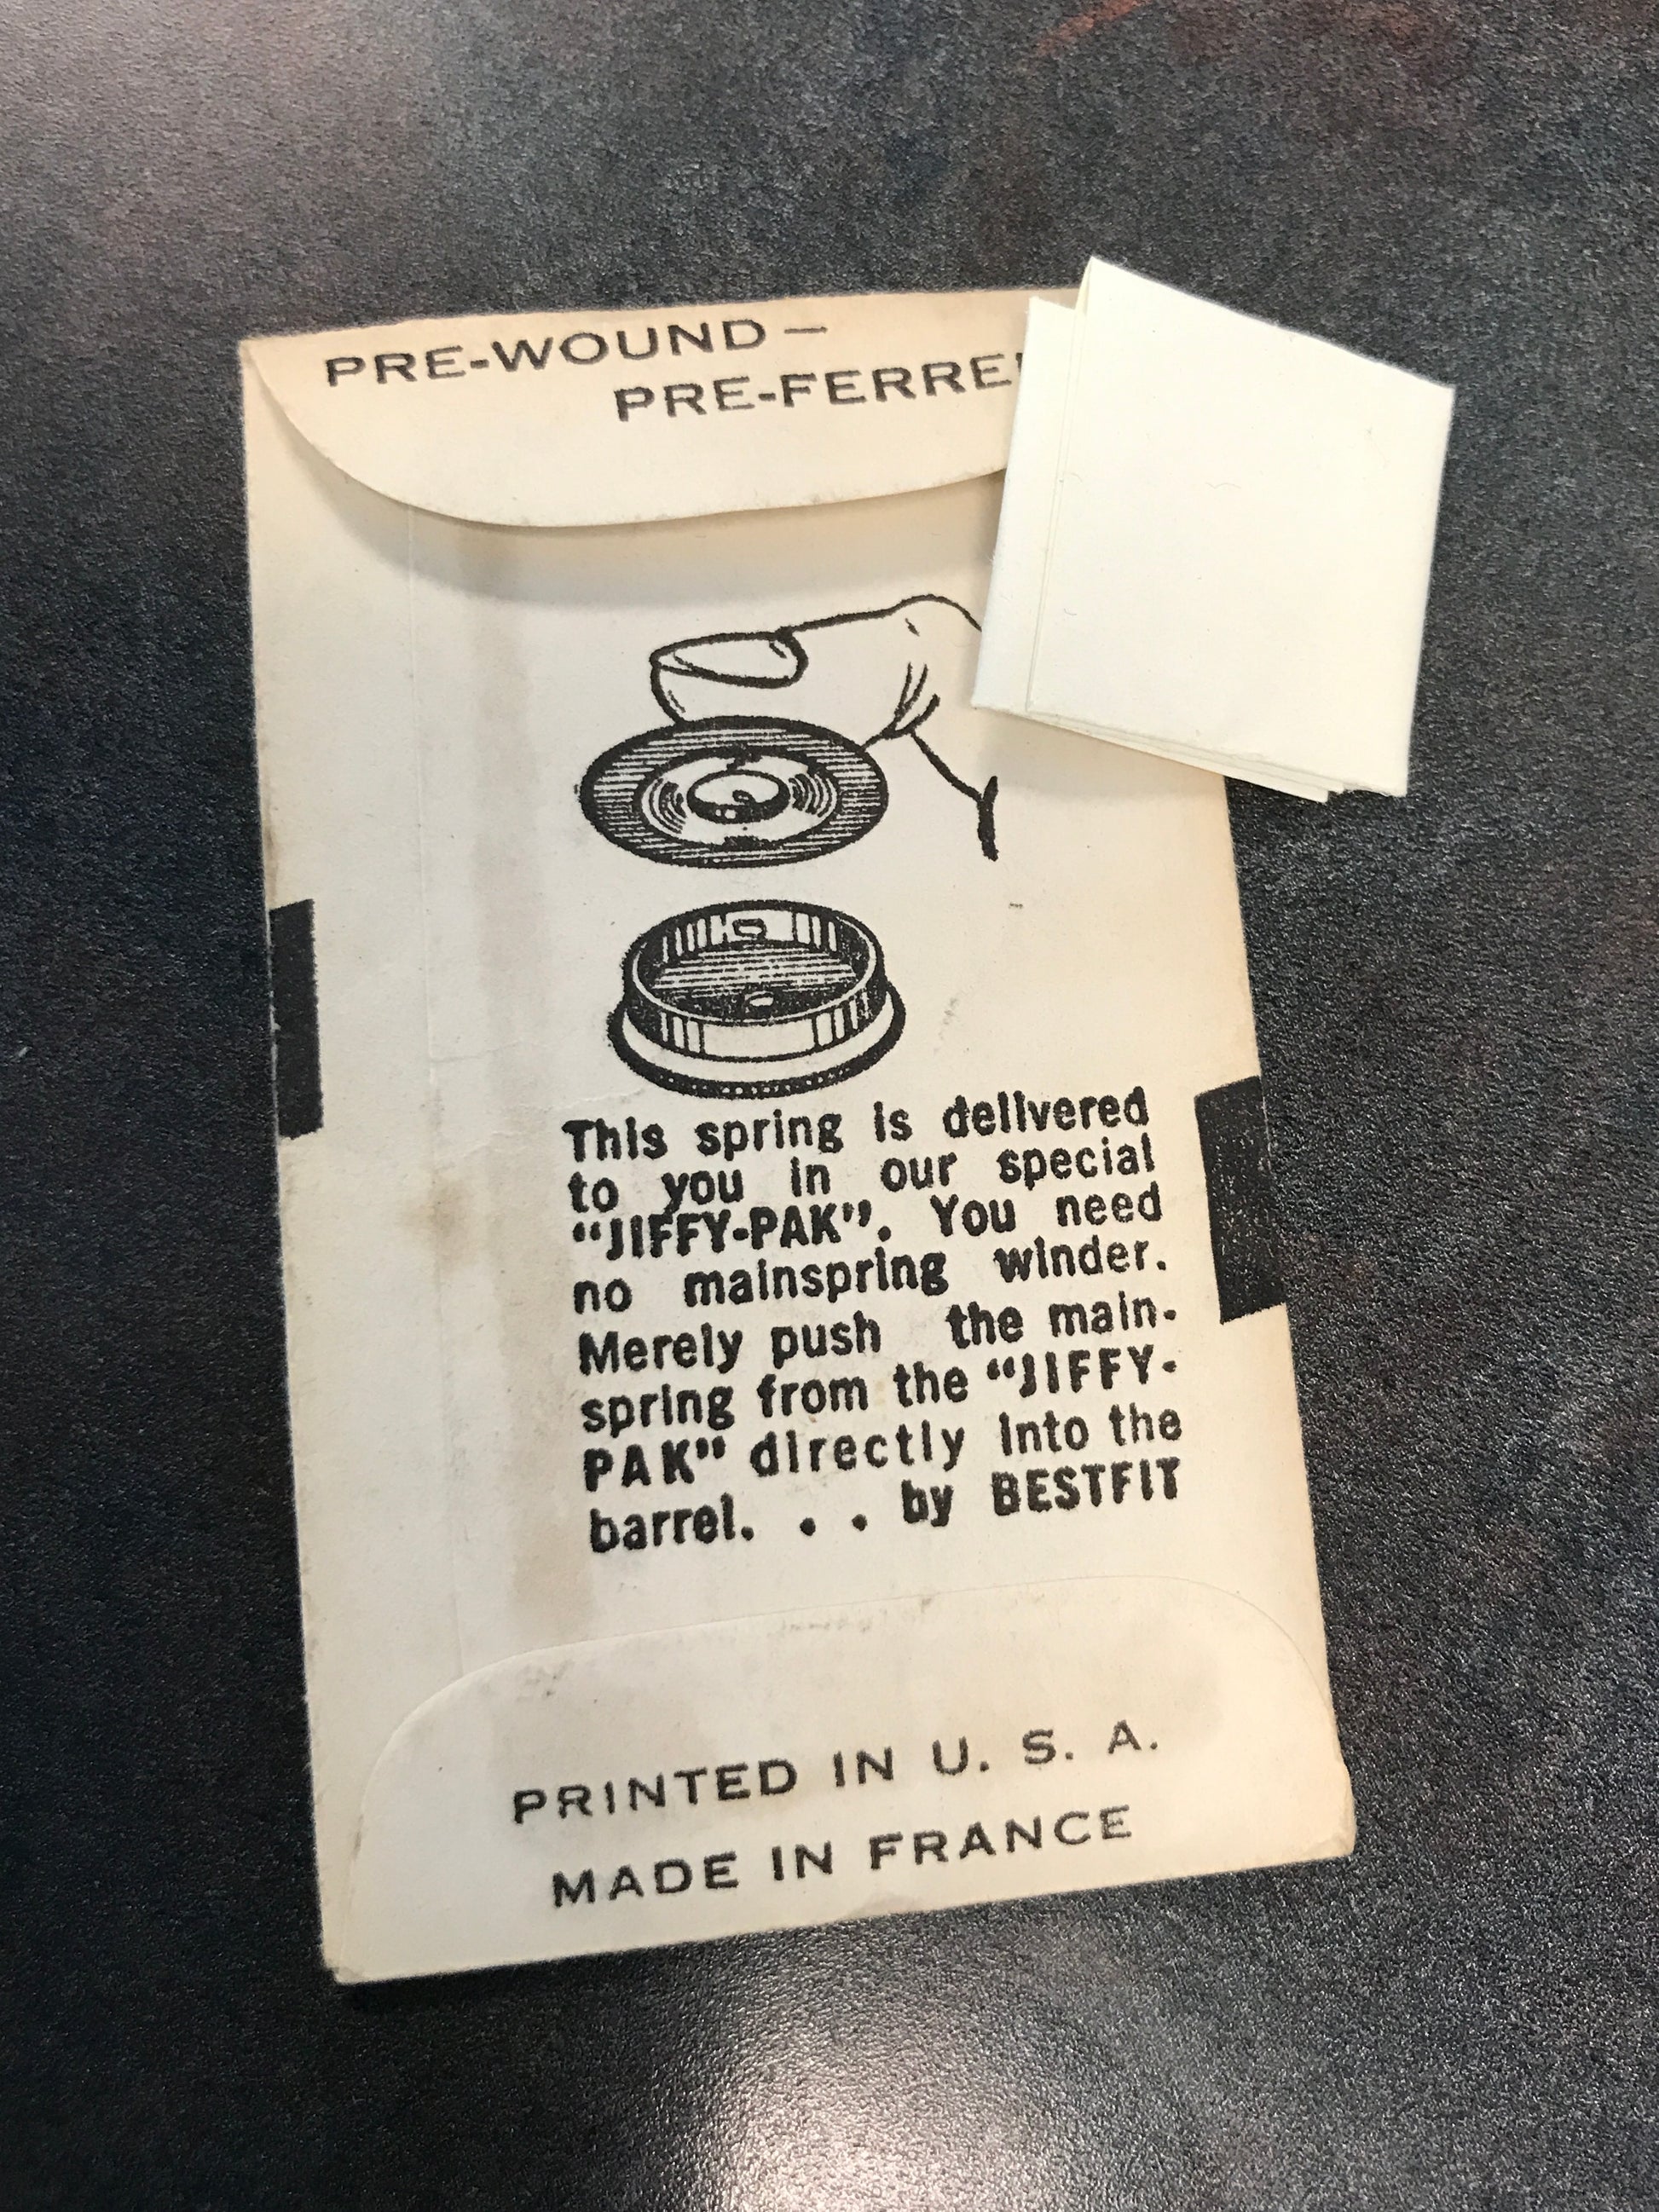 PRE-WOUND —
PRE-FERRE
This spring is delivered
to you in our special
“JIFFY-PAK”. You need
no mainspring winder.
Merely push the main-
spring from the “JIFFY-
PAK” directly into the
barrel. . . by BESTFIT
PRINTED IN U. S. A.
MADE IN FRANCE